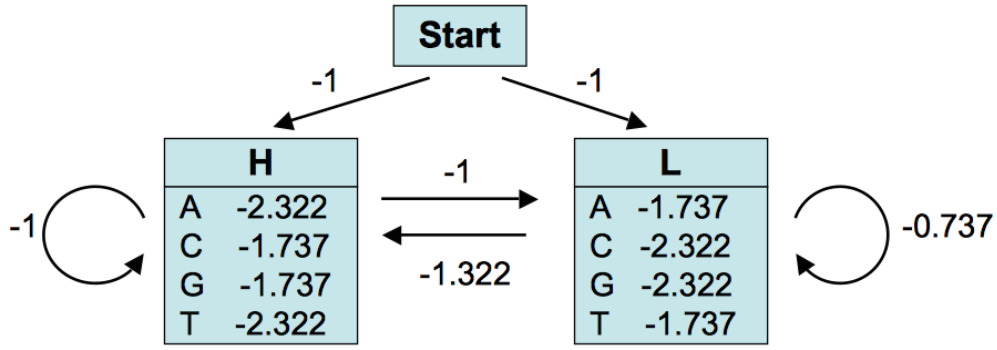 Start
-1
-1
H
A -2.322
C -1.737
G -1.737
T -2.322
-1
-1
-1.322
L
A -1.737
C -2.322
G -2.322
T -1.737
-0.737